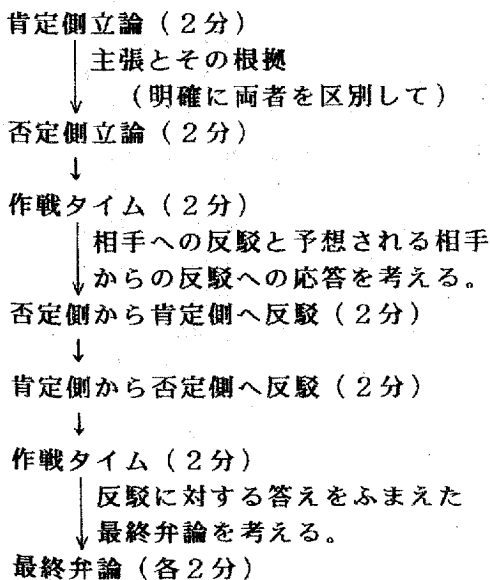 肯定側立論（２分）
主張とその根拠
（明確に両者を区別して）
否定側立論（２分）
↓
作戦タイム（２分）
相手への反駁と予想される相手
からの反駁への応答を考える。
否定側から肯定側へ反駁（２分）
↓
肯定側から否定側へ反駁（２分）
↓
作戦タイム（２分）
反駁に対する答えをふまえた
最終弁論を考える。
最終弁論（各２分）